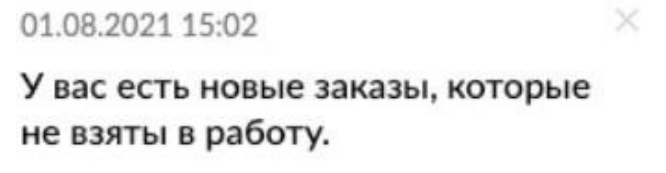 01.08.2021 15:02
У вас есть новые заказы, которые
не взяты в работу.